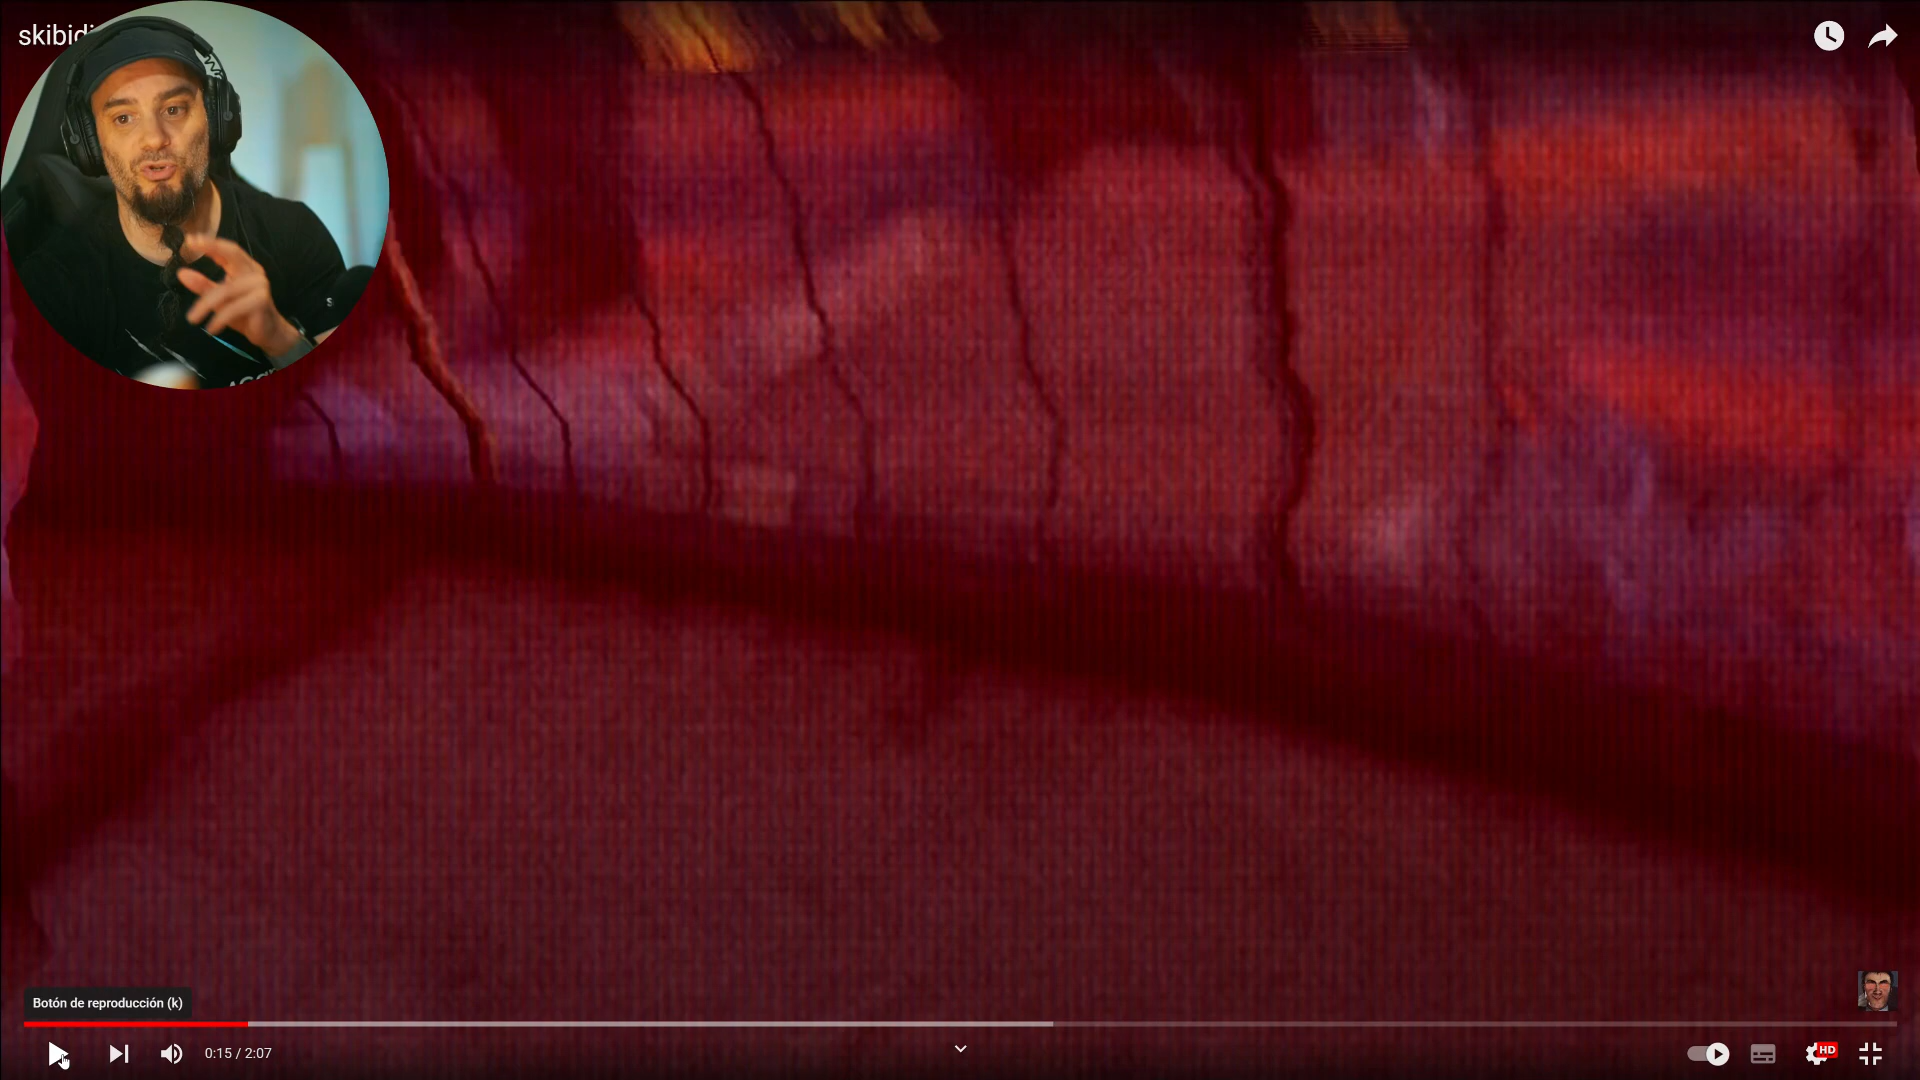 skibidi
Botón de reproducción (k)
0:15 / 2:07
HD